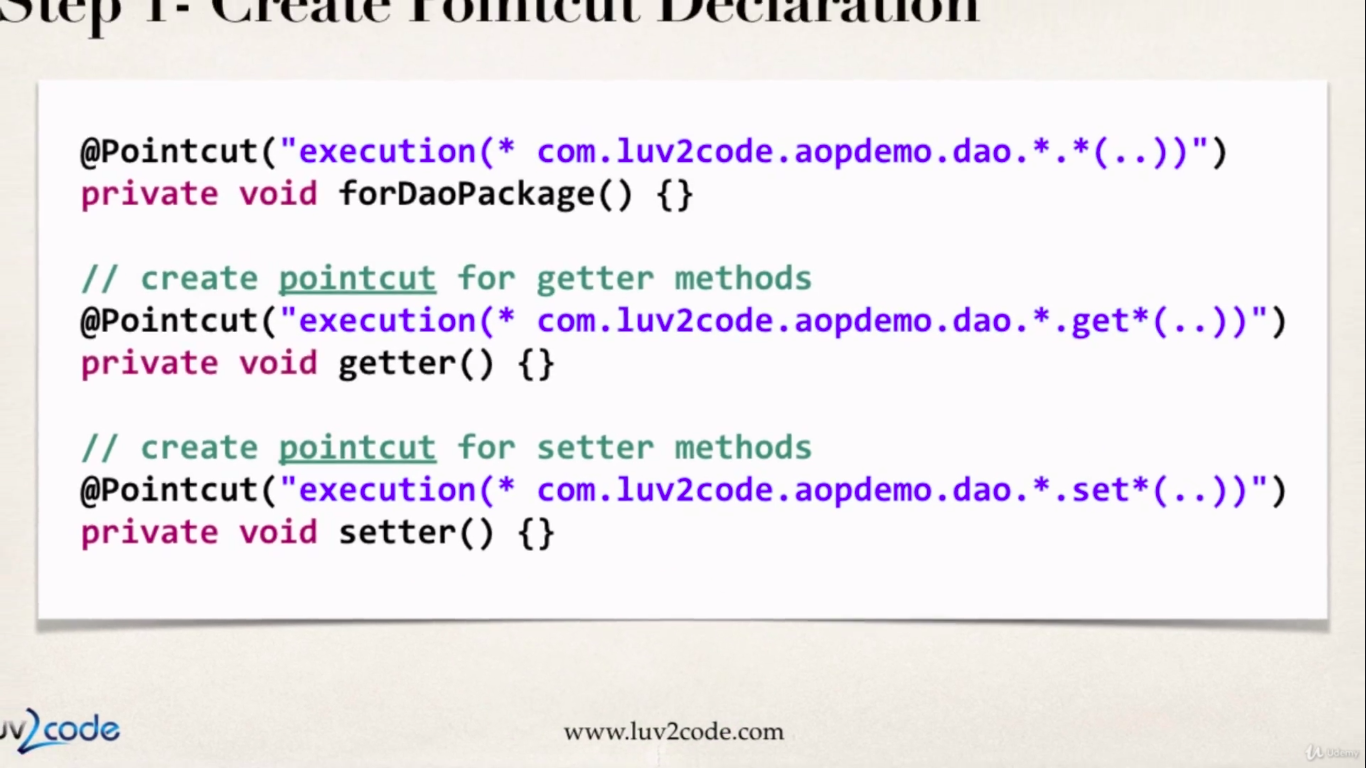 Step 1- Create Pointcut Declaration
@Pointcut("execution(* com.luv2code.aopdemo.dao.*.*(..))")
private void forDaoPackage() {}
// create pointcut for getter methods
@Pointcut("execution(* com.luv2code.aopdemo.dao.*.get*(..))")
private void getter() {}
// create pointcut for setter methods
@Pointcut("execution(* com.luv2code.aopdemo.dao.*.set*(..))")
private void setter() {}
uv2code
www.luv2code.com
Udemy